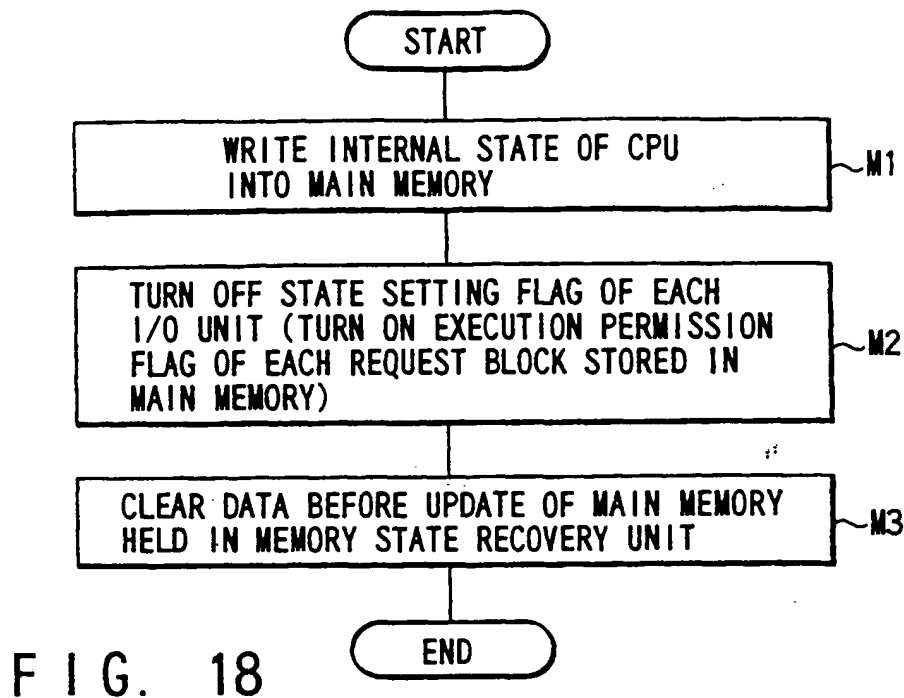 START
WRITE INTERNAL STATE OF CPU
INTO MAIN MEMORY
M1
TURN OFF STATE SETTING FLAG OF EACH
I/O UNIT (TURN ON EXECUTION PERMISSION
FLAG OF EACH REQUEST BLOCK STORED IN
MAIN MEMORY)
M2
CLEAR DATA BEFORE UPDATE OF MAIN MEMORY
HELD IN MEMORY STATE RECOVERY UNIT
M3
END
FIG. 18